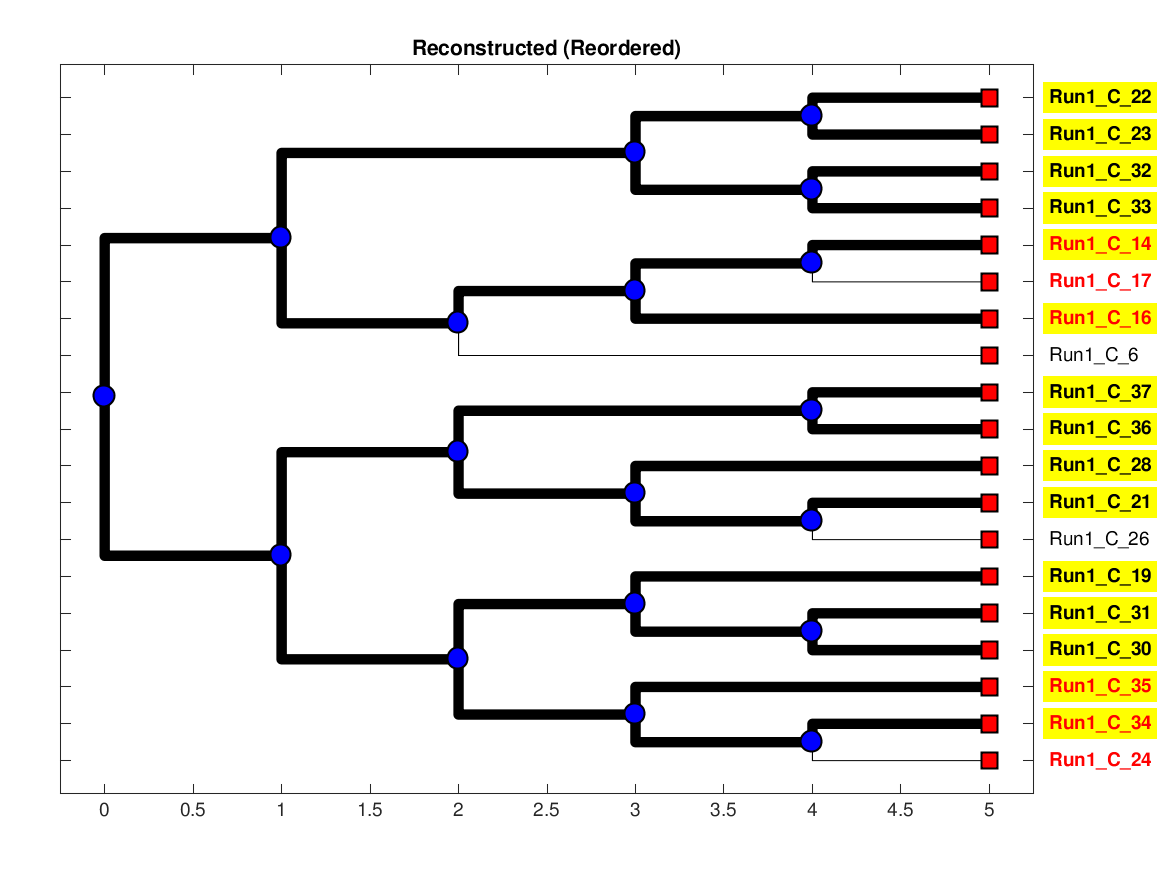 Reconstructed (Reordered)
Run1_C_22
Run1_C_23
Run1_C_32
Run1_C_33
Run1_C_14
Run1_C_17
Run1_C_16
Run1_C_6
Run1_C_37
Run1_C_36
Run1_C_28
Run1_C_21
Run1_C_26
Run1_C_19
Run1_C_31
Run1_C_30
Run1_C_35
Run1_C_34
Run1_C_24
0 0.5 1 1.5 2 2.5 3 3.5 4 4.5 5